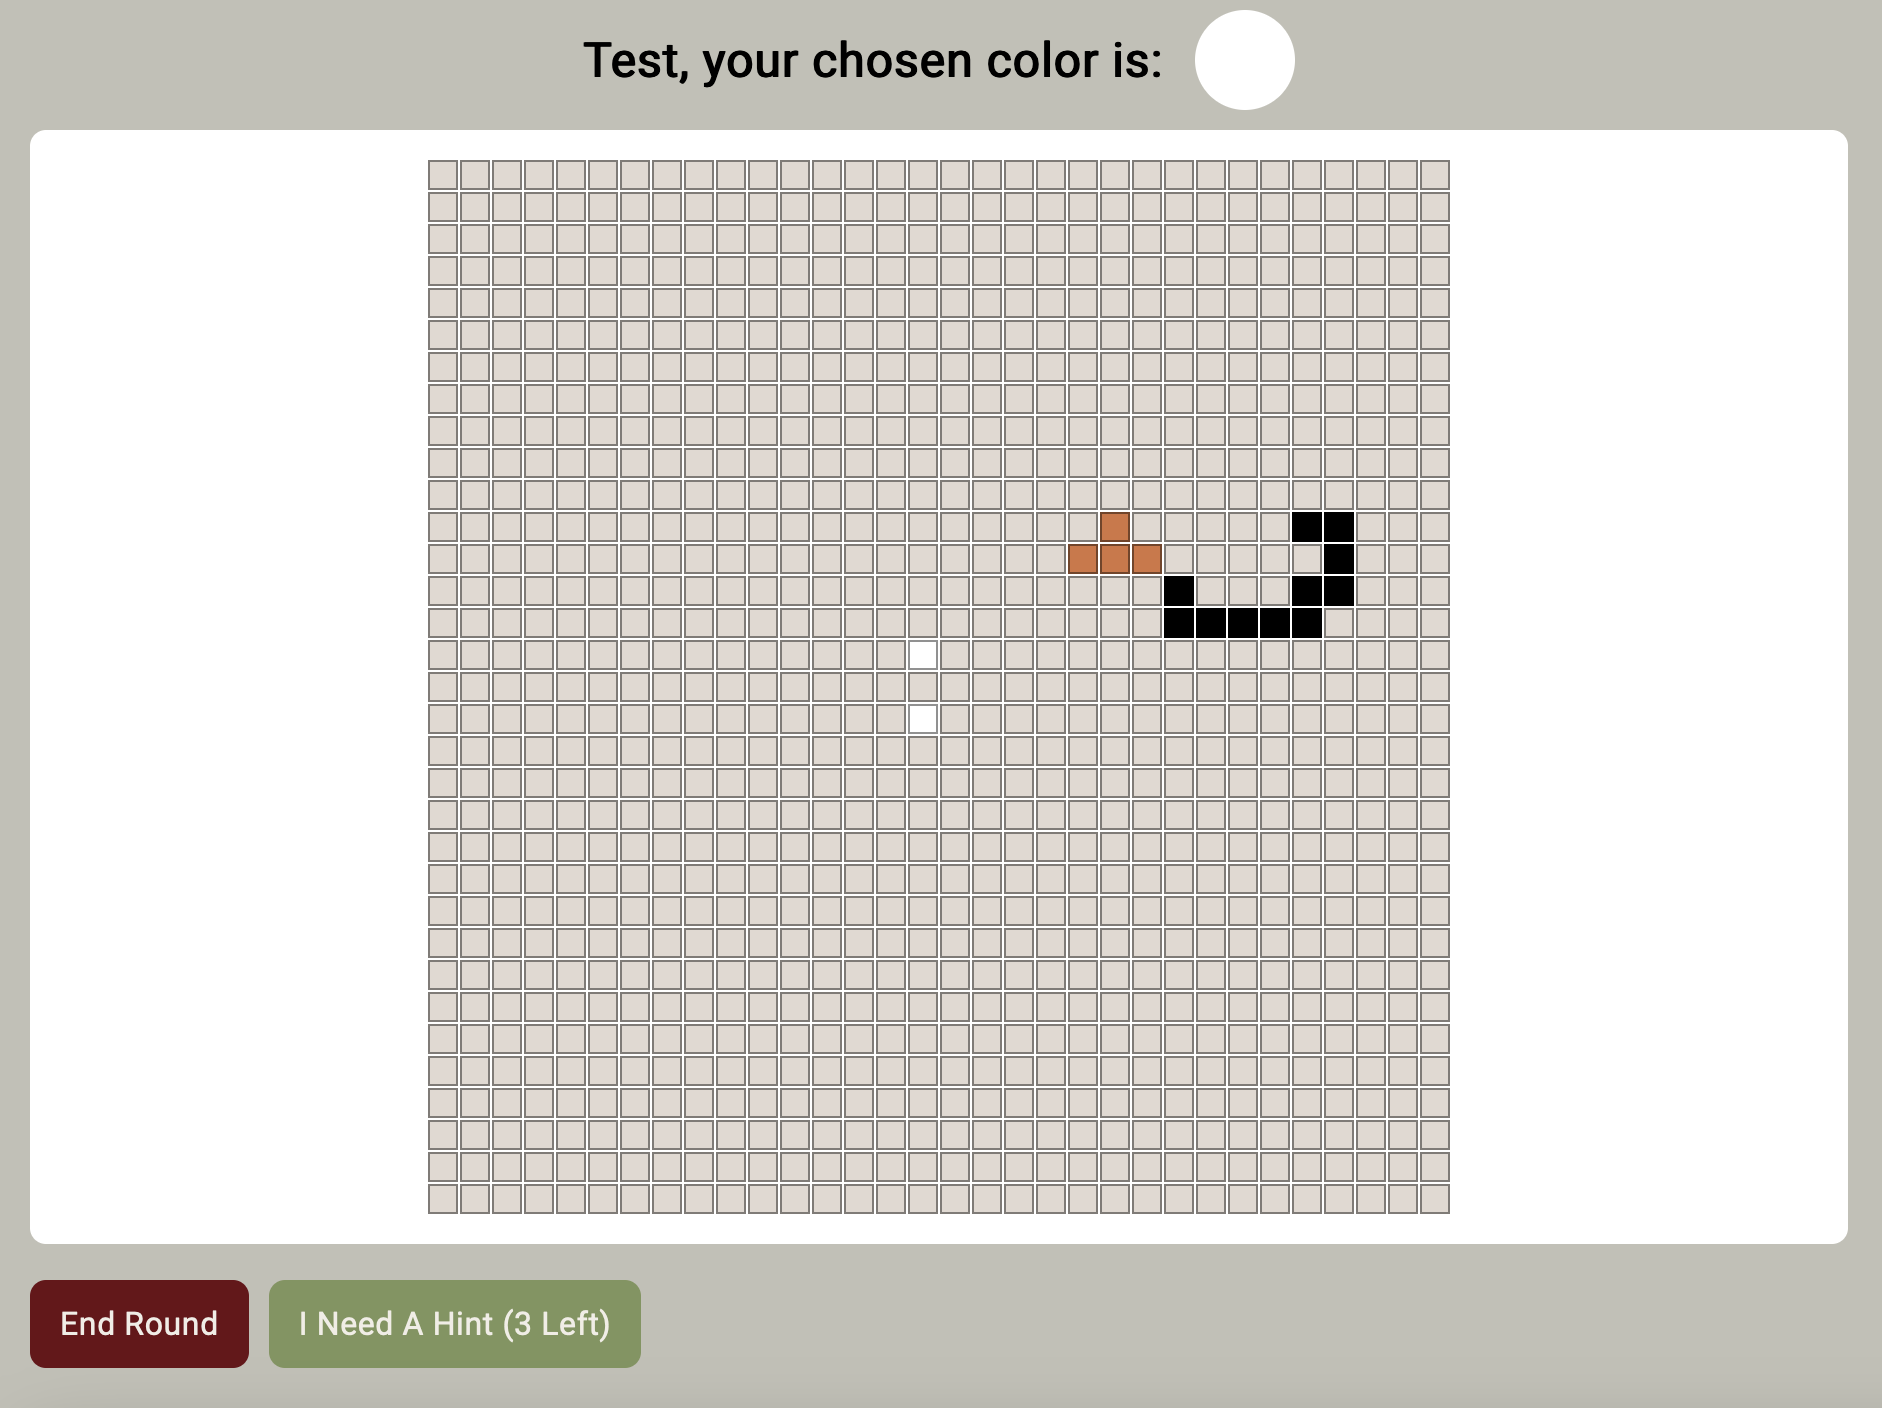 Test, your chosen color is:
End Round
I Need A Hint (3 Left)